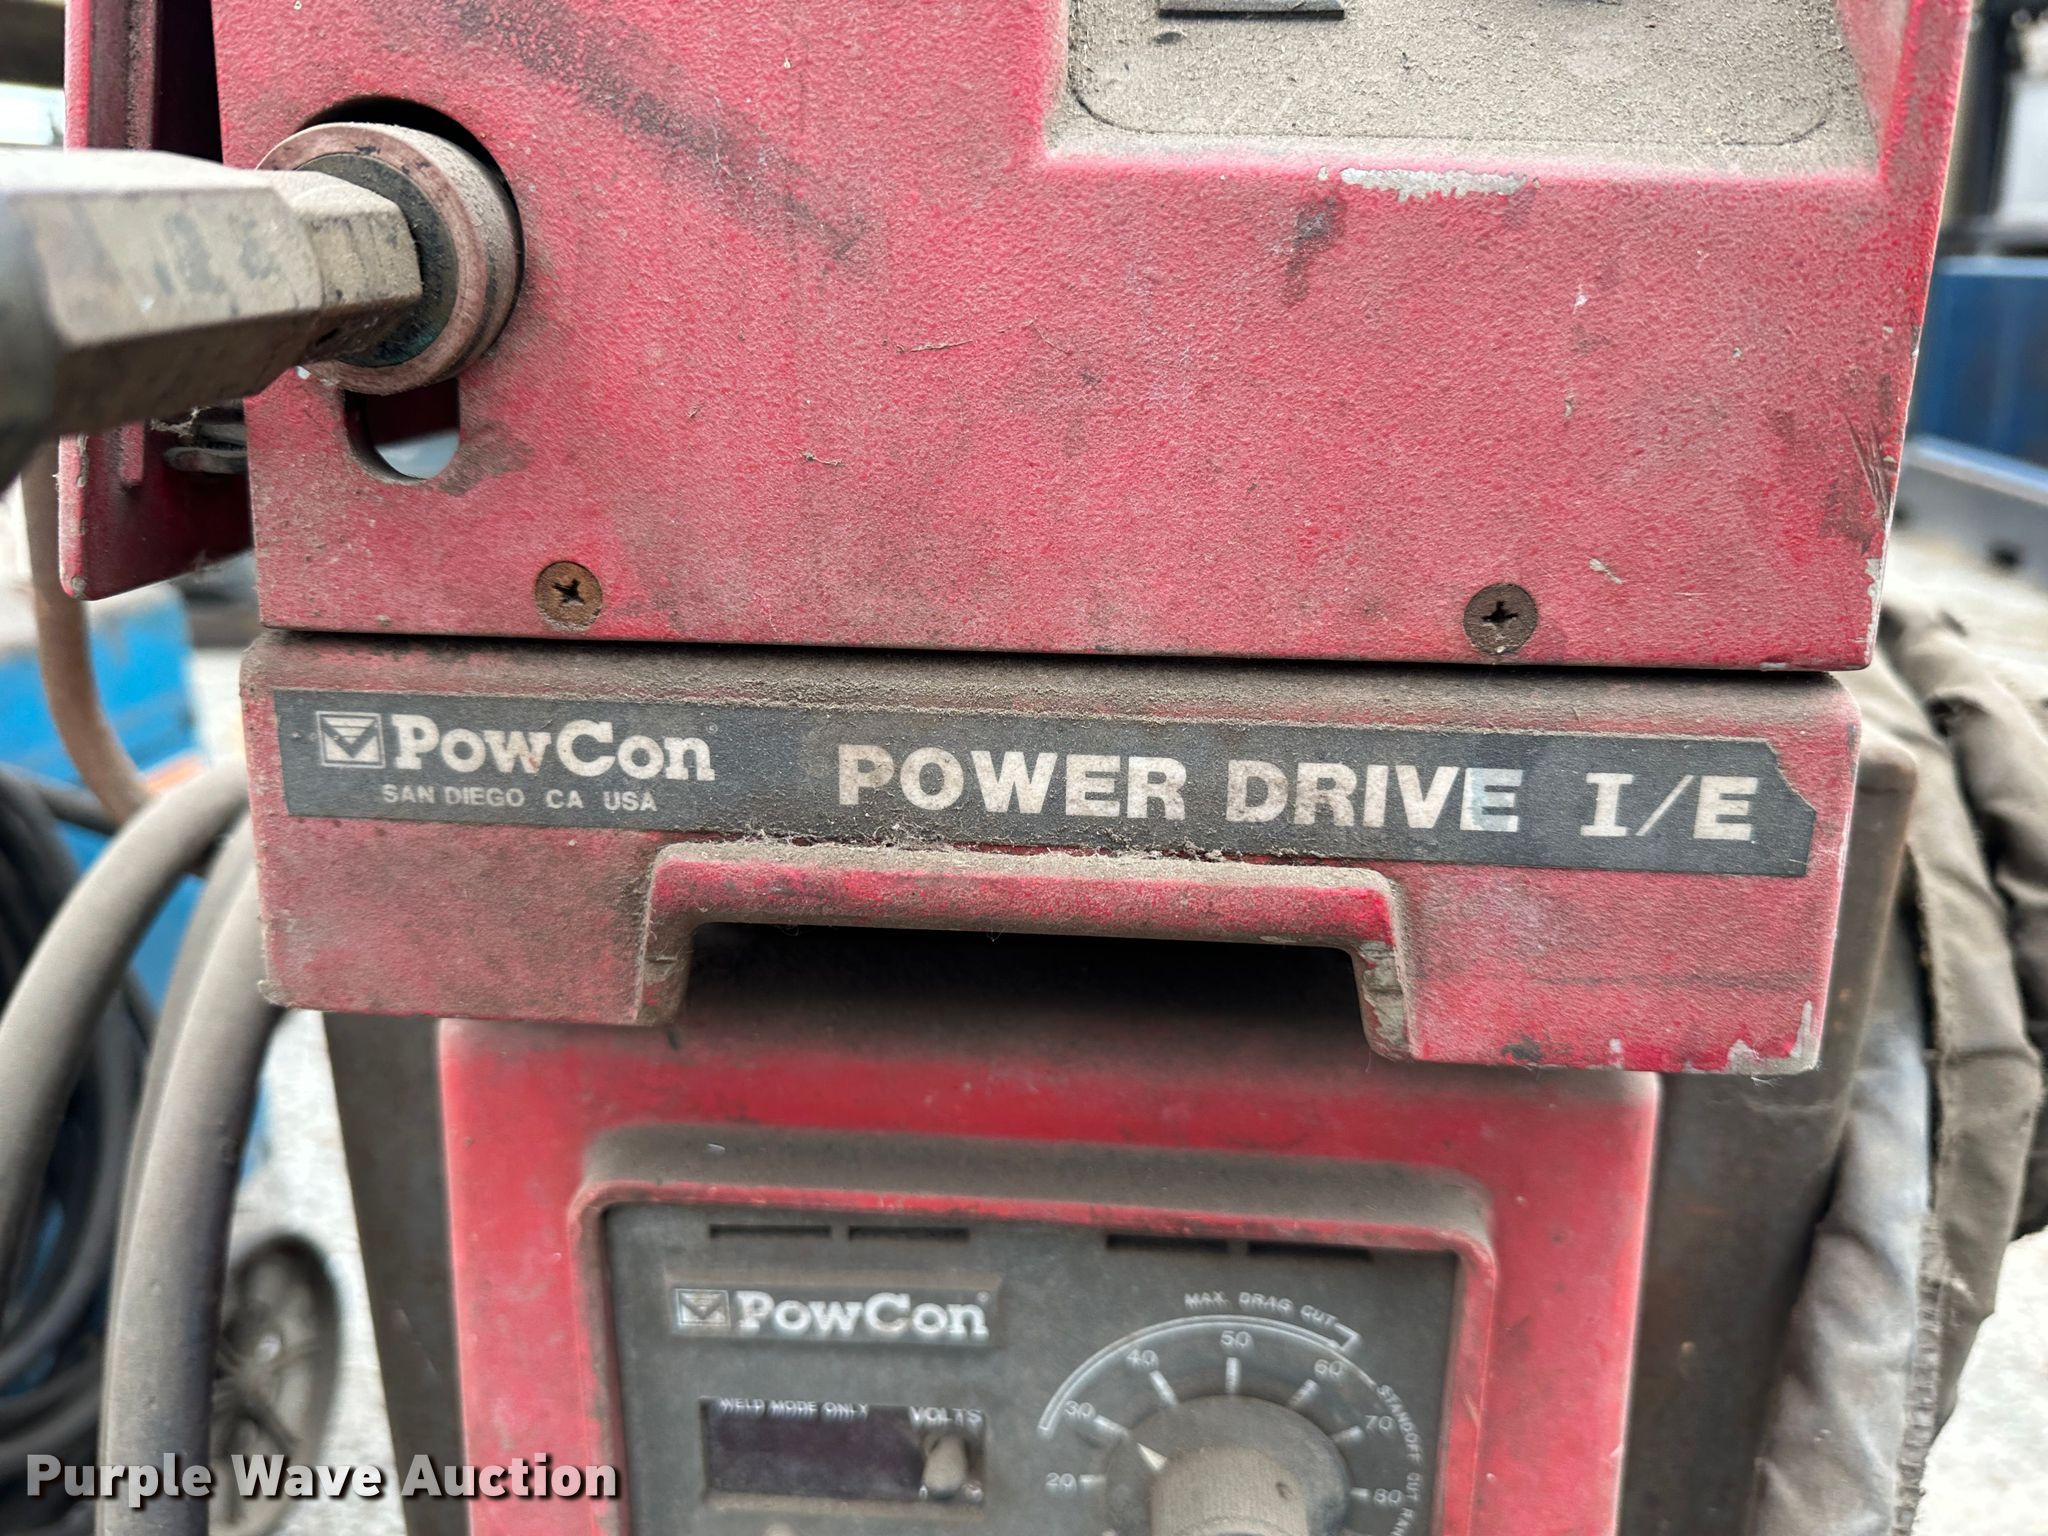 PowCon®
SAN DIEGO CA USA
POWER DRIVE I/E
PowCon®
MAX. DRAG CUT
STANDOFF CUT
20 30 40 50 60 70 80
WELD MODE ONLY
VOLTS
Purple Wave Auction